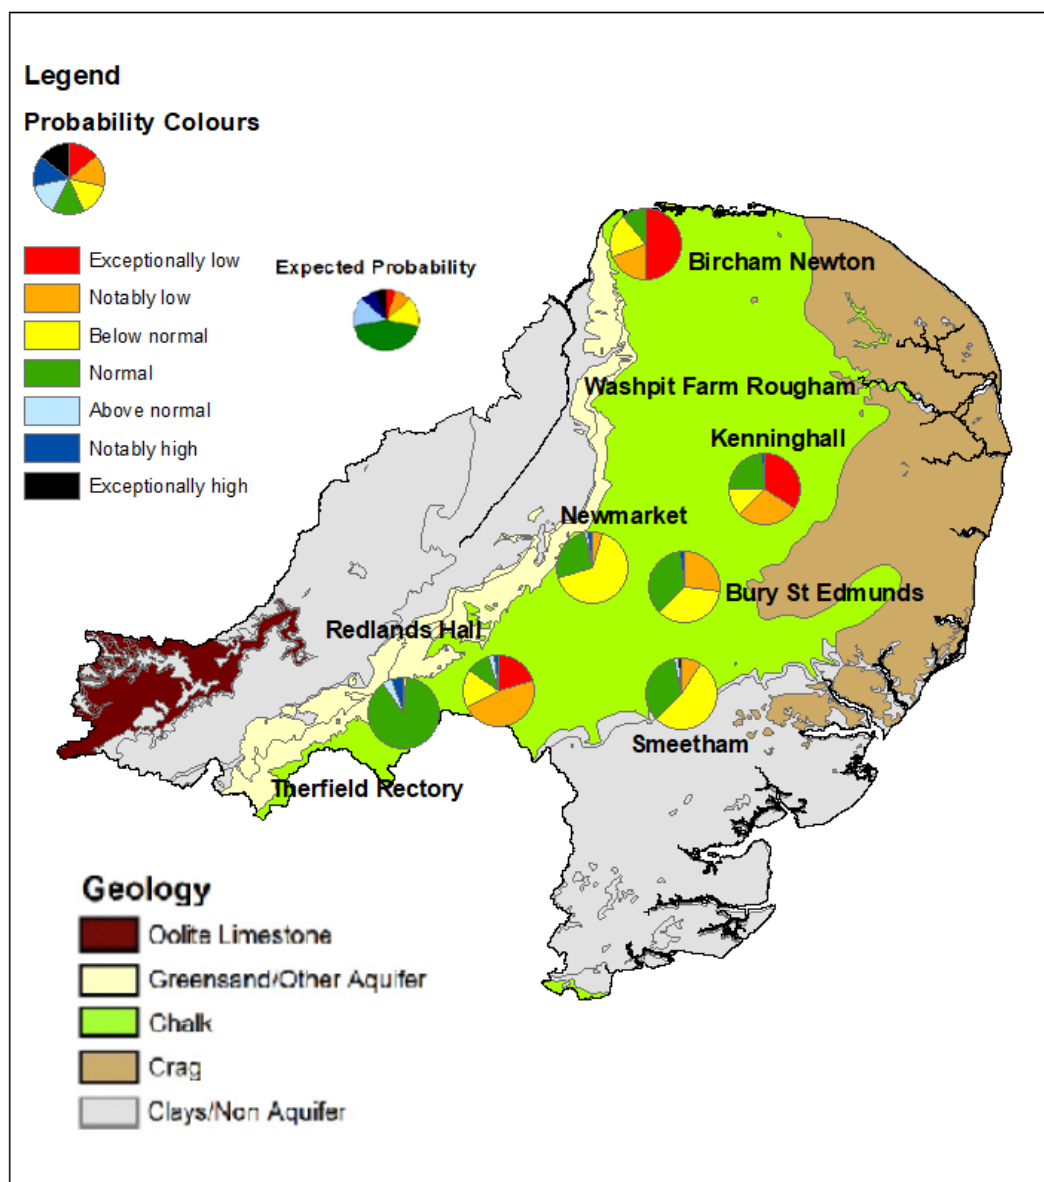 Legend
Probability Colours
Exceptionally low
Notably low
Below normal
Normal
Above normal
Notably high
Exceptionally high
Expected Probability
Bircham Newton
Washpit Farm Rougham
Kenninghall
Newmarket
Bury St Edmunds
Redlands Hall
Smeetham
Therfield Rectory
Geology
Oolite Limestone
Greensand/Other Aquifer
Chalk
Crag
Clays/Non Aquifer